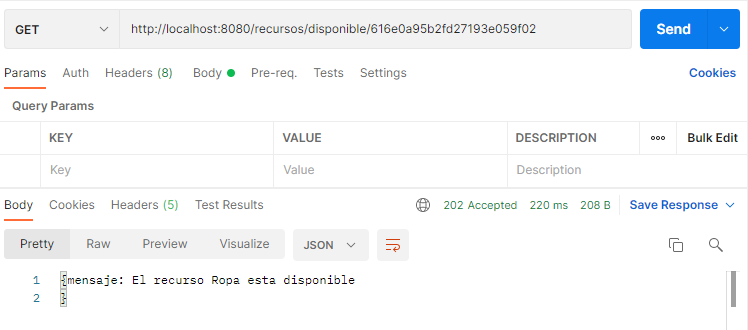 GET http://localhost:8080/recursos/disponible/616e0a95b2fd27193e059f02 Send
Params Auth Headers (8) Body Pre-req. Tests Settings Cookies
Query Params
KEY VALUE DESCRIPTION ooo Bulk Edit
Key Value Description
Body Cookies Headers (5) Test Results 202 Accepted 220 ms 208 B Save Response
Pretty Raw Preview Visualize JSON
1 {mensaje: El recurso Ropa esta disponible
2 }